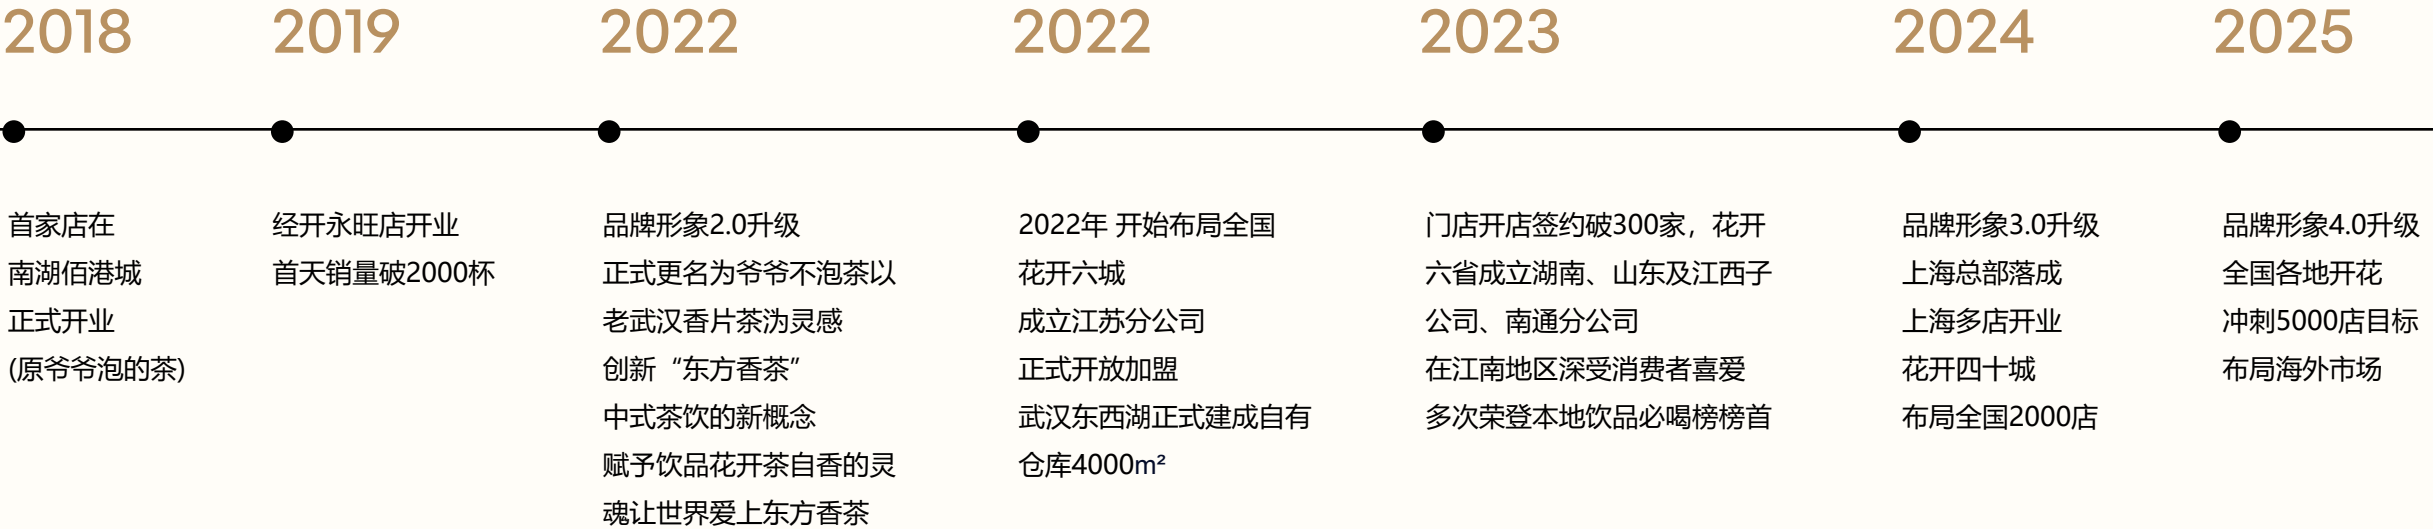 2018
首家店在
南湖佰港城
正式开业
(原爷爷泡的茶)
2019
经开永旺店开业
首天销量破2000杯
2022
品牌形象2.0升级
正式更名为爷爷不泡茶以
老武汉香片茶沩灵感
创新“东方香茶”
中式茶饮的新概念
赋予饮品花开茶自香的灵
魂让世界爱上东方香茶
2022
2022年 开始布局全国
花开六城
成立江苏分公司
正式开放加盟
武汉东西湖正式建成自有
仓库4000m²
2023
门店开店签约破300家，花开
六省成立湖南、山东及江西子
公司、南通分公司
在江南地区深受消费者喜爱
多次荣登本地饮品必喝榜榜首
2024
品牌形象3.0升级
上海总部落成
上海多店开业
花开四十城
布局全国2000店
2025
品牌形象4.0升级
全国各地开花
冲刺5000店目标
布局海外市场